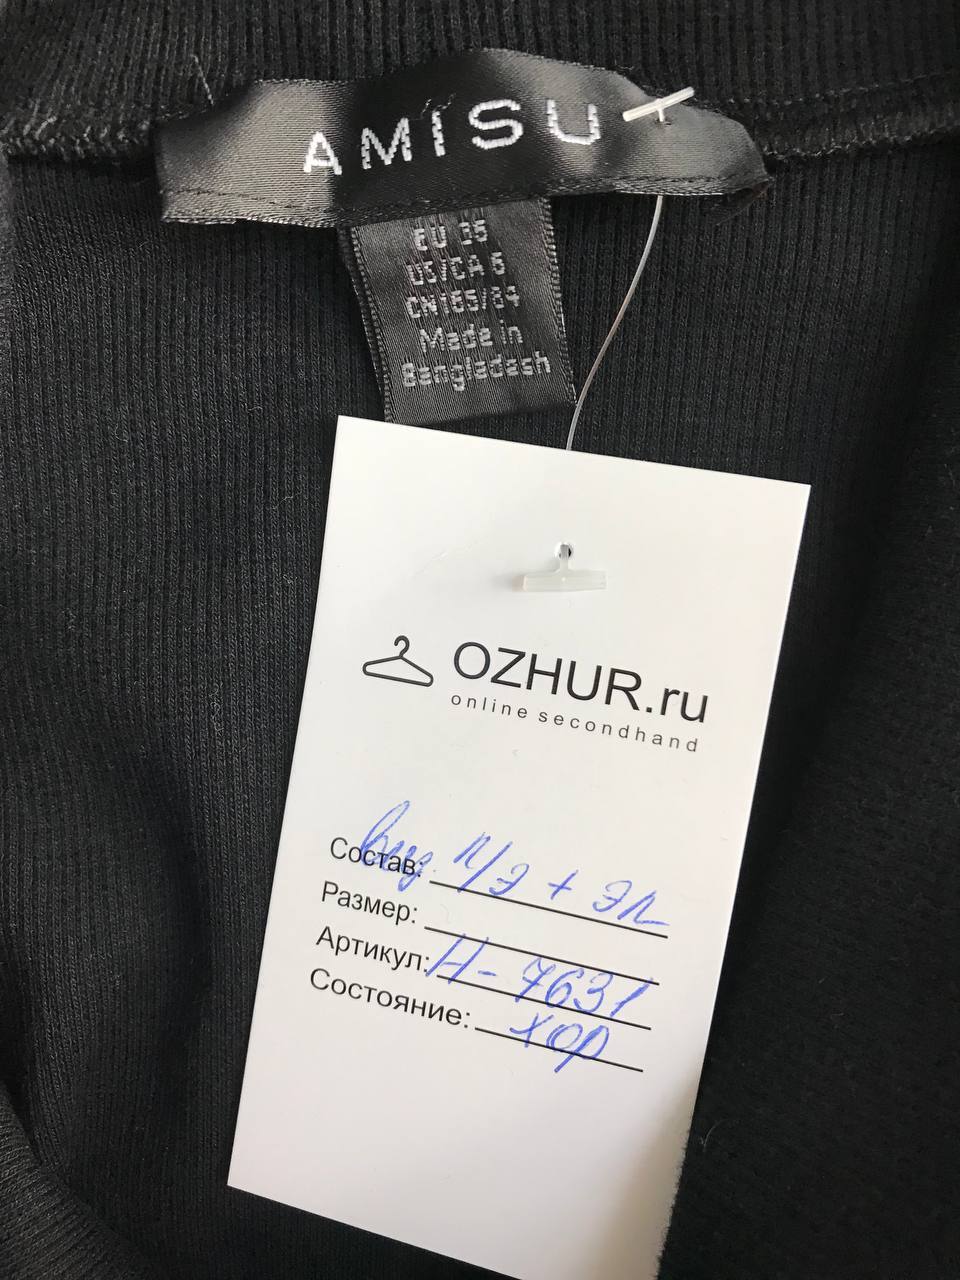 AMISU
EU 35
US/CA 6
CN165/84
Made in
Bangladesh
OZHUR.ru
online secondhand
Состав: виз. п/э + эл
Размер:
Артикул: Н-7631
Состояние: хор